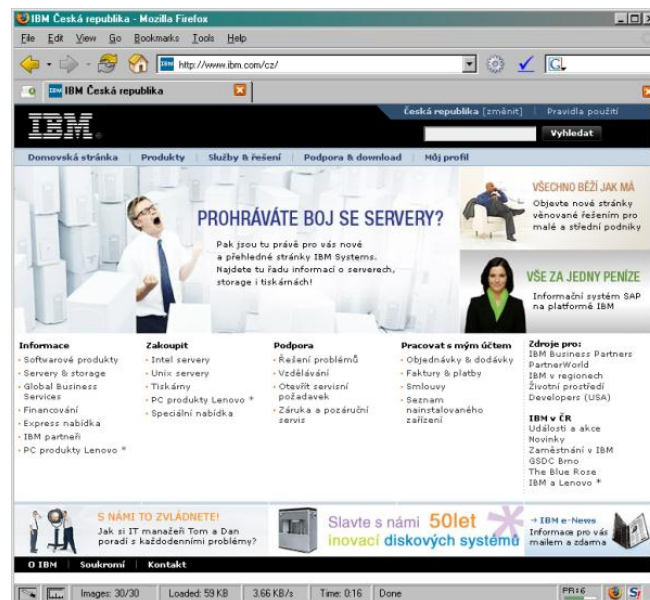 IBM Česká republika - Mozilla Firefox
File Edit View Go Bookmarks Tools Help
http://www.ibm.com/cz/
IBM Česká republika
Česká republika [změnit] Pravidla použití
IBM
Vyhledat
Domovská stránka Produkty Služby & řešení Podpora & download Můj profil
PROHRÁVÁTE BOJ SE SERVERY?
Pak jsou tu právě pro vás nové
a přehledné stránky IBM Systems.
Najdete tu řadu informací o serverech,
storage i tiskárnách!
VŠECHNO BĚŽÍ JAK MÁ
Objevte nové stránky
věnované řešením pro
malé a střední podniky
VŠE ZA JEDNY PENÍZE
Informační systém SAP
na platformě IBM
Informace
Softwarové produkty
Servery & storage
Global Business
Services
Financování
Express nabídka
IBM partneři
PC produkty Lenovo *
Zakoupit
Intel servery
Unix servery
Tiskárny
PC produkty Lenovo *
Speciální nabídka
Podpora
Řešení problémů
Vzdělávání
Otevřít servisní
požadavek
Záruka a pozáruční
servis
Pracovat s mým účtem
Objednávky & dodávky
Faktury & platby
Smlouvy
Seznam
nainstalovaného
zařízení
Zdroje pro:
IBM Business Partners
PartnerWorld
IBM v regionech
Životní prostředí
Developers (USA)
IBM v ČR
Události a akce
Novinky
Zaměstnání v IBM
GSDC Brno
The Blue Rose
IBM a Lenovo *
S NÁMI TO ZVLÁDNETE!
Jak si IT manažeři Tom a Dan
poradí s každodenními problémy?
Slavte s námi 50let
inovací diskových systémů
IBM e-News
Informace pro vás
mailem a zdarma
O IBM Soukromí Kontakt
Images: 30/30 Loaded: 59 KB 3.66 KB/s Time: 0:16 Done PR:6